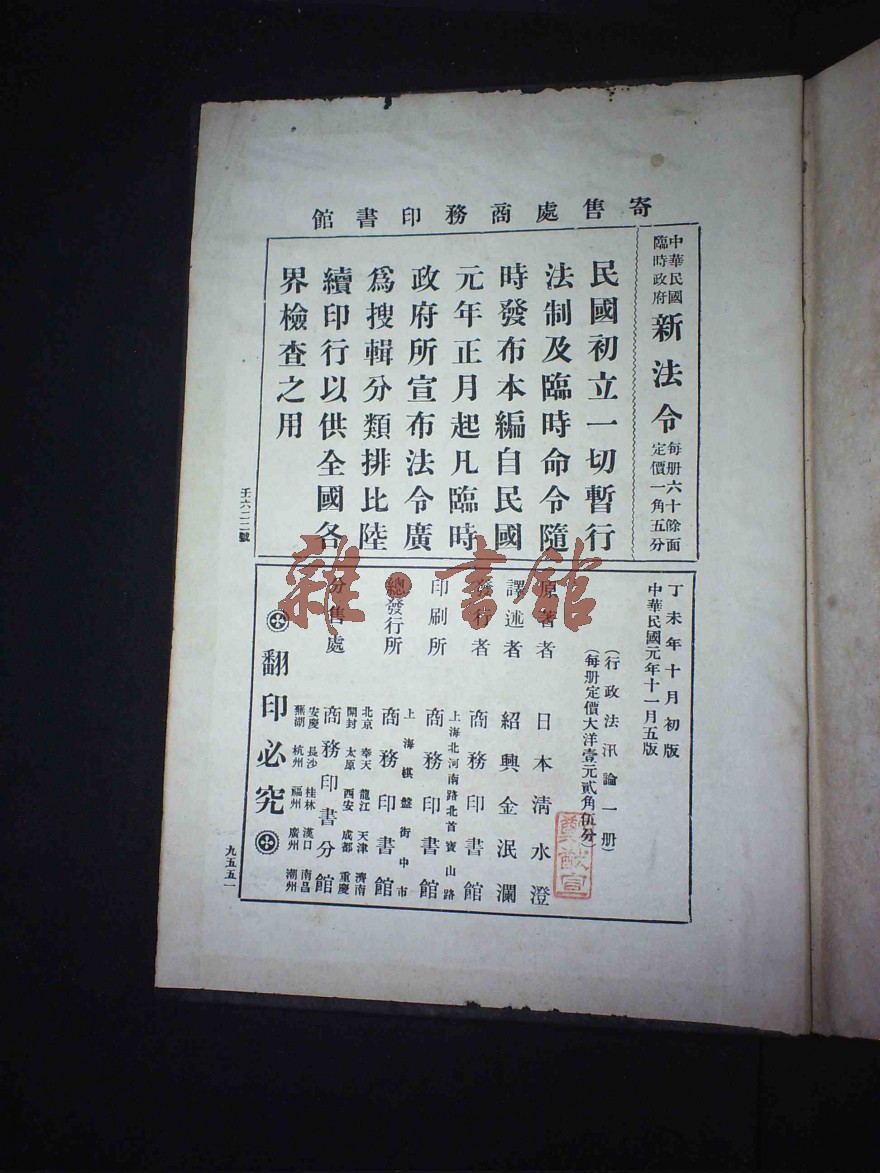 寄售處商務印書館
中華民國
臨時政府
新法令
每册六十餘面
定價一角五分
民國初立一切暫行
法制及臨時命令隨
時發布本編自民國
元年正月起凡臨時
政府所宣布法令廣
爲搜輯分類排比陸
續印行以供全國各
界檢查之用
壬六二二號
雜·書館
丁未年十月初版
中華民國元年十一月五版
(行政法汎論一册)
(每册定價大洋壹元貳角伍分)
原著者 日本清水澄
譯述者 紹興金泯瀾
發行者 商務印書館
上海北河南路北首寶山路
印刷所 商務印書館
上海棋盤街中市
總發行所 商務印書館
北京 奉天 龍江 天津 濟南
開封 太原 西安 成都 重慶
分售處 商務印書分館
安慶 長沙 桂林 漢口 南昌
蕪湖 杭州 福州 廣州 潮州
翻印必究
九五五一